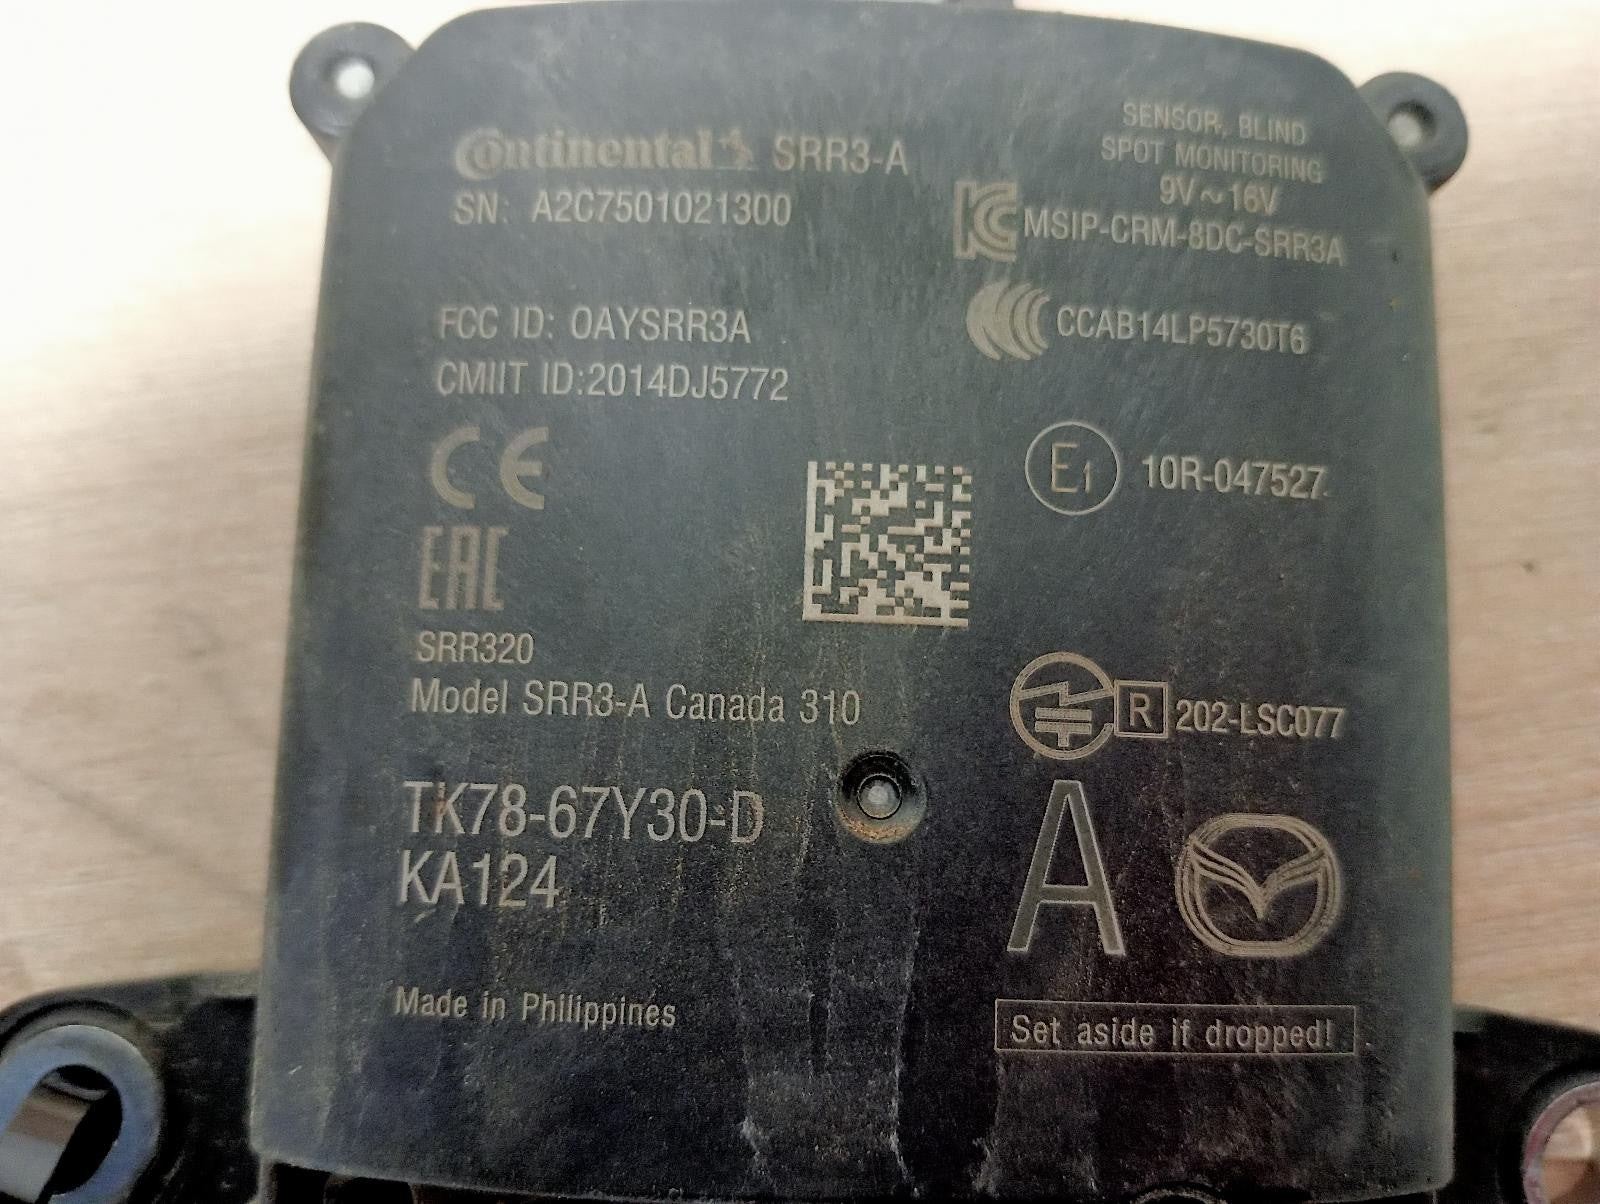 Continental SRR3-A
SN: A2C7501021300
SENSOR, BLIND
SPOT MONITORING
9V~16V
KC MSIP-CRM-8DC-SRR3A
FCC ID: OAYSRR3A
CMIIT ID:2014DJ5772
CCAB14LP5730T6
CE
E1 10R-047527
EAC
SRR320
Model SRR3-A Canada 310
R 202-LSC077
TK78-67Y30-D
KA124
A
Made in Philippines
Set aside if dropped!